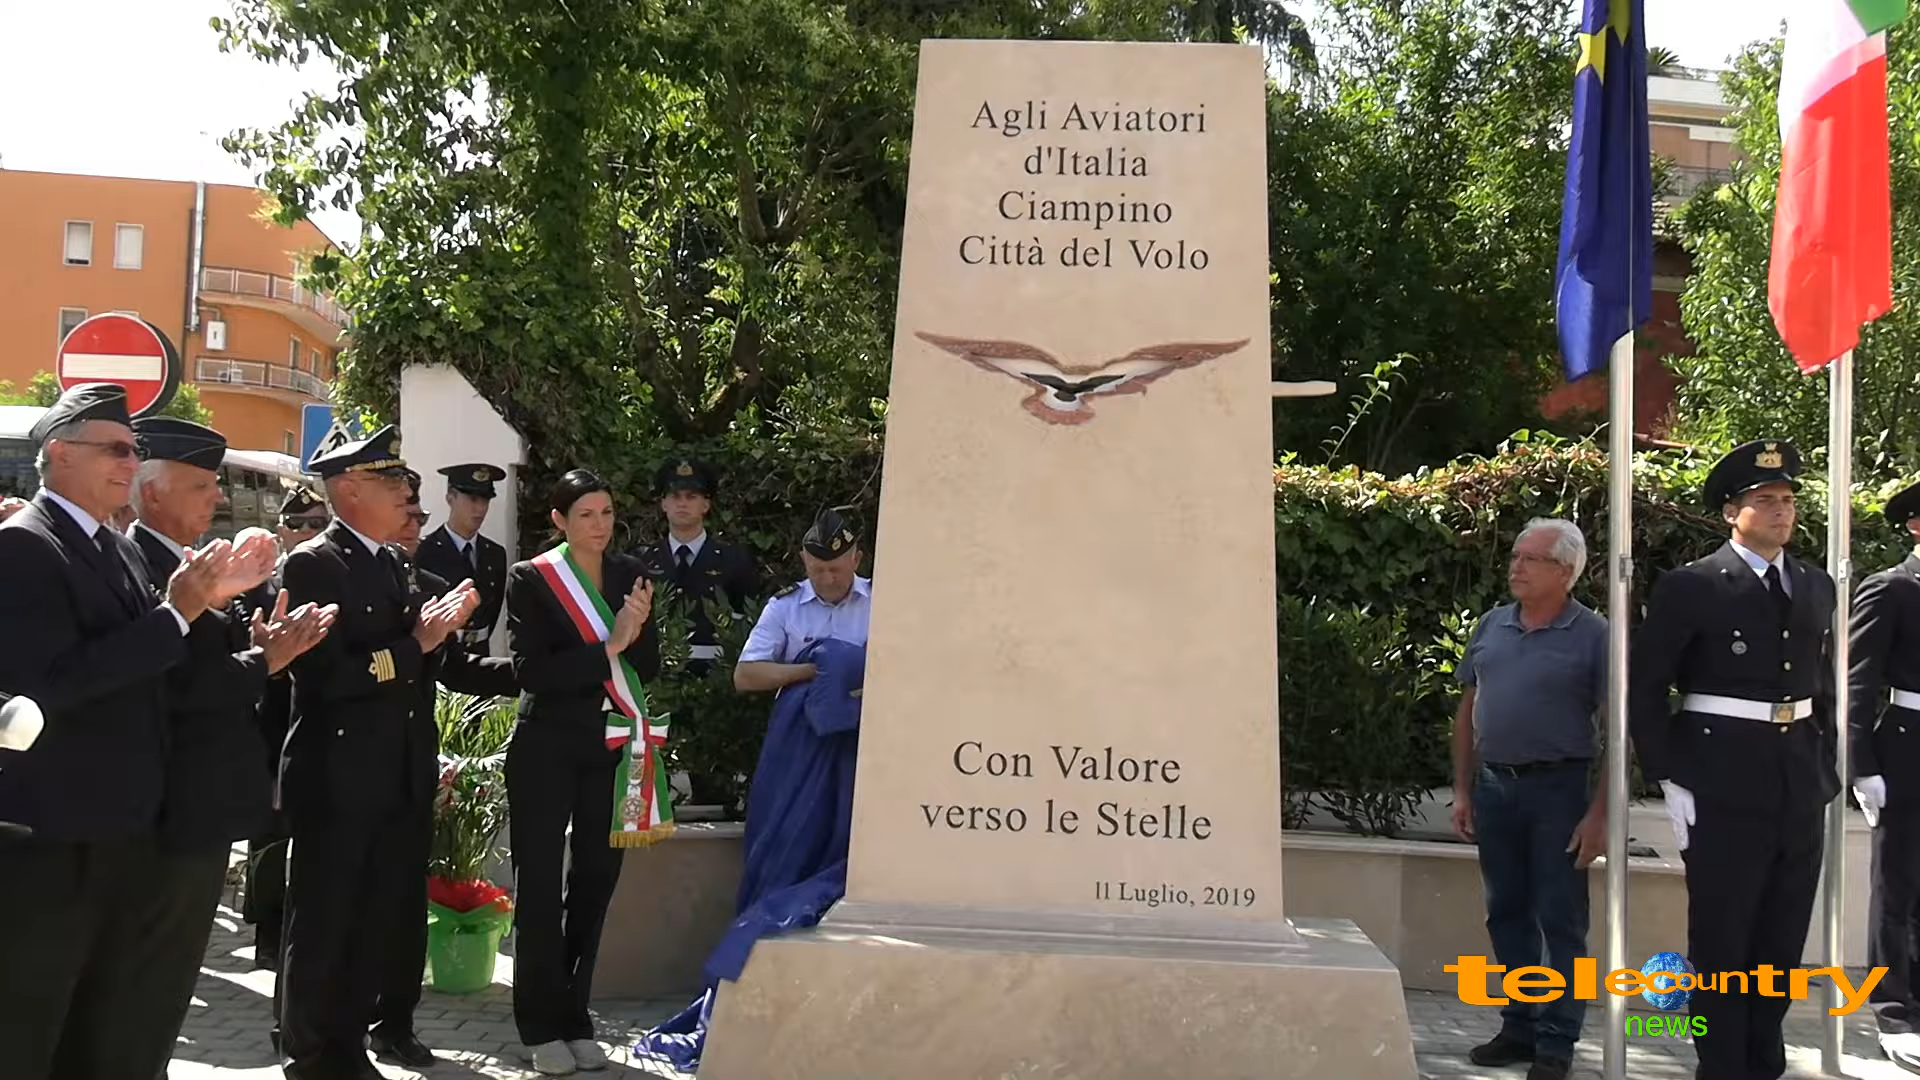 Agli Aviatori
d'Italia
Ciampino
Città del Volo
Con Valore
verso le Stelle
11 Luglio, 2019
telecountry
news